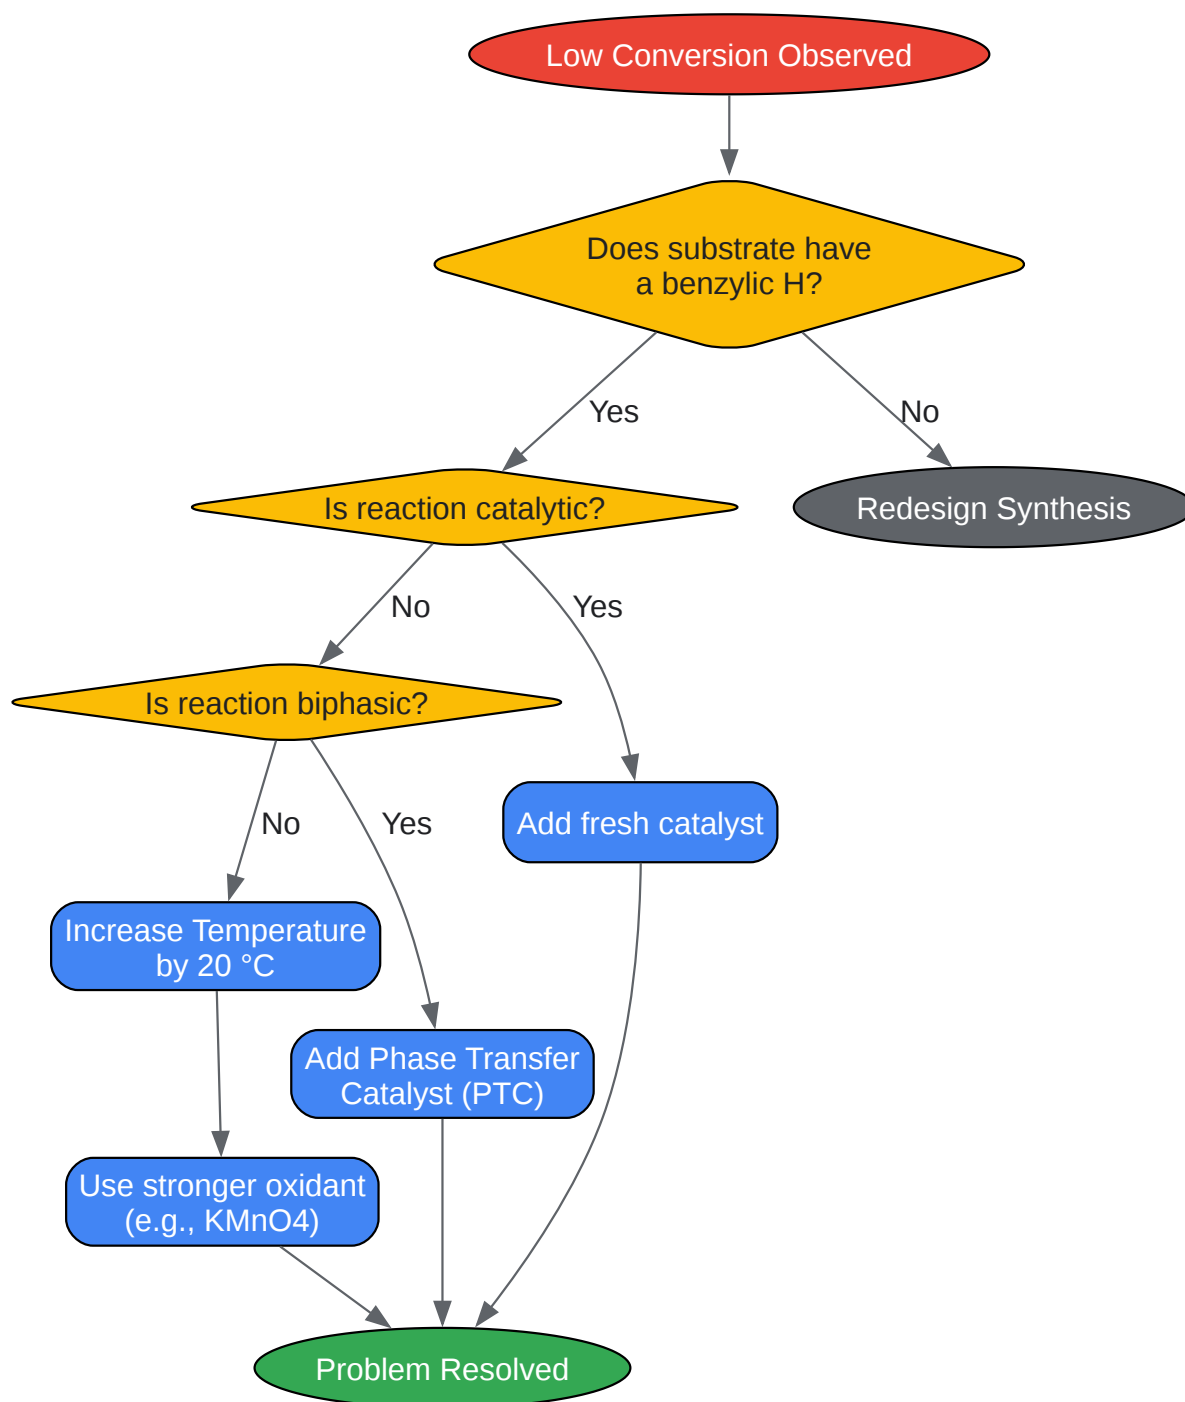 Low Conversion Observed
Does substrate have
a benzylic H?
Yes
No
Is reaction catalytic?
Redesign Synthesis
No
Yes
Is reaction biphasic?
No
Yes
Add fresh catalyst
Increase Temperature
by 20 °C
Add Phase Transfer
Catalyst (PTC)
Use stronger oxidant
(e.g., KMnO4)
Problem Resolved